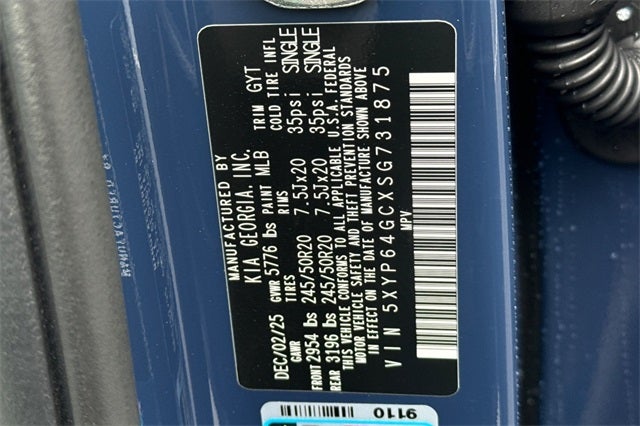 MANUFACTURED BY
KIA GEORGIA, INC.
DEC/02/25 GVWR 5776 lbs PAINT MLB TRIM GYT
GAWR TIRES RIMS COLD TIRE INFL
FRONT 2954 lbs 245/50R20 7.5Jx20 35psi SINGLE
REAR 3196 lbs 245/50R20 7.5Jx20 35psi SINGLE
THIS VEHICLE CONFORMS TO ALL APPLICABLE U.S.A. FEDERAL
MOTOR VEHICLE SAFETY AND THEFT PREVENTION STANDARDS
IN EFFECT ON THE DATE OF MANUFACTURE SHOWN ABOVE
VIN 5XYP64GCXSG731875
MPV
9110